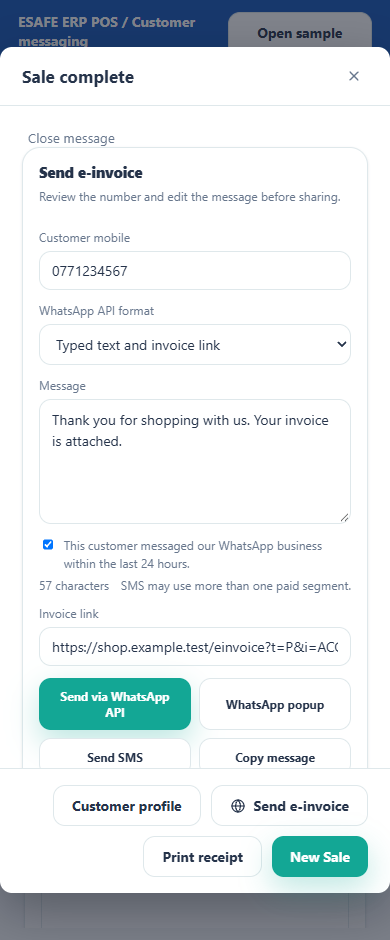 ESAFE ERP POS / Customer
messaging
Open sample
Sale complete
Close message
Send e-invoice
Review the number and edit the message before sharing.
Customer mobile
0771234567
WhatsApp API format
Typed text and invoice link
Message
Thank you for shopping with us. Your invoice
is attached.
This customer messaged our WhatsApp business
within the last 24 hours.
57 characters SMS may use more than one paid segment.
Invoice link
https://shop.example.test/einvoice?t=P&i=ACC
Send via WhatsApp
API
WhatsApp popup
Send SMS
Copy message
Customer profile
Send e-invoice
Print receipt
New Sale